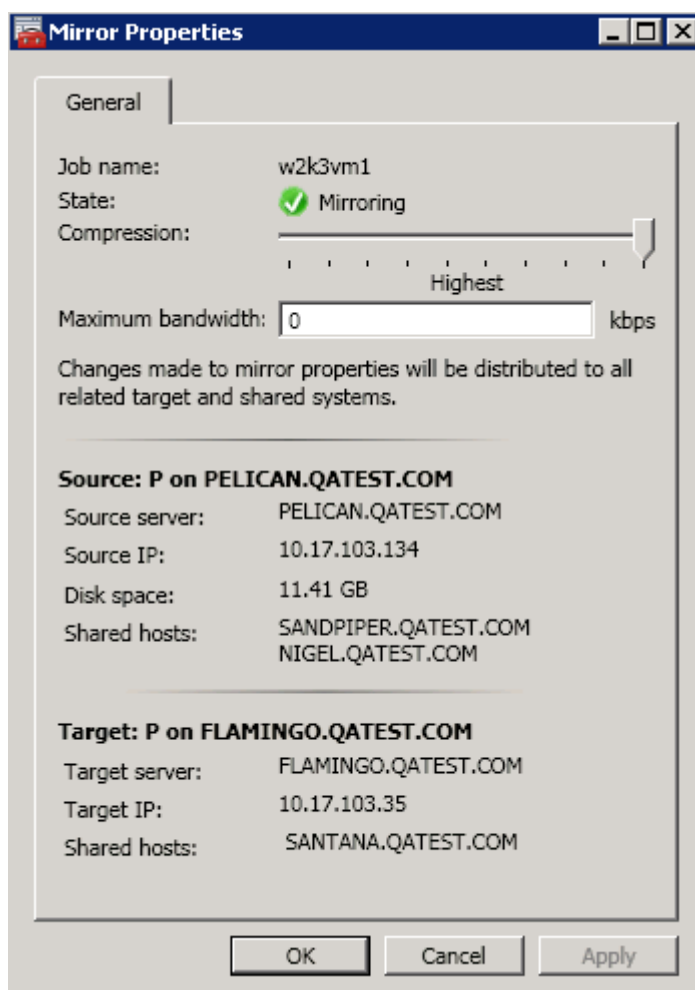 Mirror Properties
General
Job name: w2k3vm1
State: Mirroring
Compression:
Highest
Maximum bandwidth: 0 kbps
Changes made to mirror properties will be distributed to all
related target and shared systems.
Source: P on PELICAN.QATEST.COM
Source server: PELICAN.QATEST.COM
Source IP: 10.17.103.134
Disk space: 11.41 GB
Shared hosts: SANDPIPER.QATEST.COM
NIGEL.QATEST.COM
Target: P on FLAMINGO.QATEST.COM
Target server: FLAMINGO.QATEST.COM
Target IP: 10.17.103.35
Shared hosts: SANTANA.QATEST.COM
OK Cancel Apply